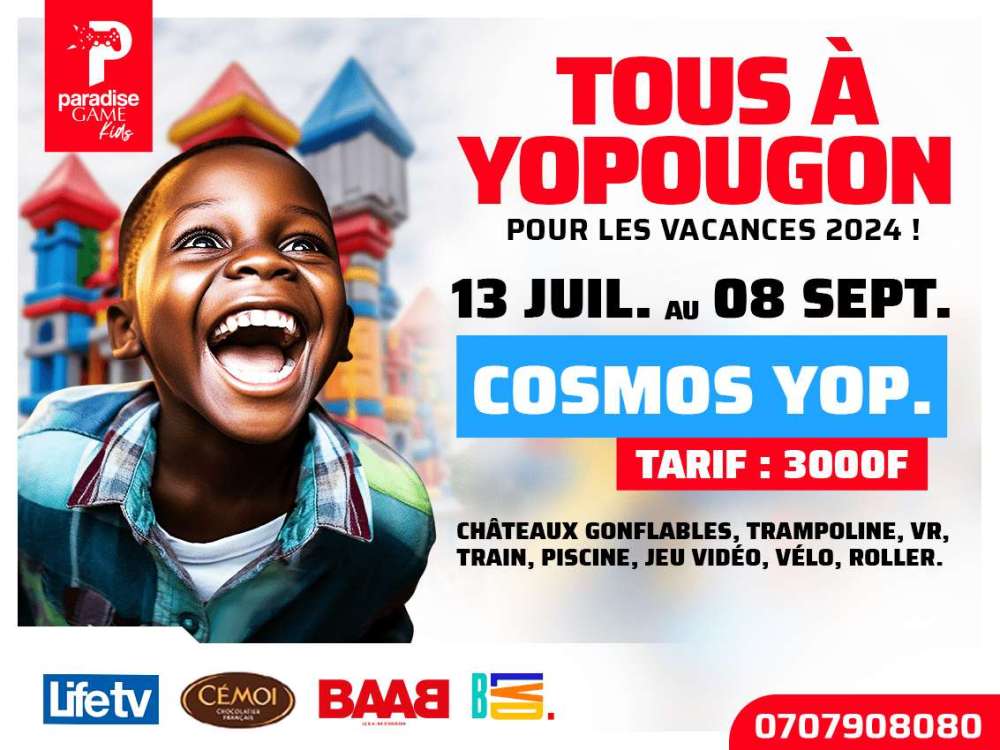 paradise
GAME
Kids
TOUS À
YOPOUGON
POUR LES VACANCES 2024 !
13 JUIL. AU 08 SEPT.
COSMOS YOP.
TARIF : 3000F
CHÂTEAUX GONFLABLES, TRAMPOLINE, VR,
TRAIN, PISCINE, JEU VIDÉO, VÉLO, ROLLER.
Lifetv
CÉMOI
CHOCOLATIER
FRANÇAIS
BAAB
0707908080